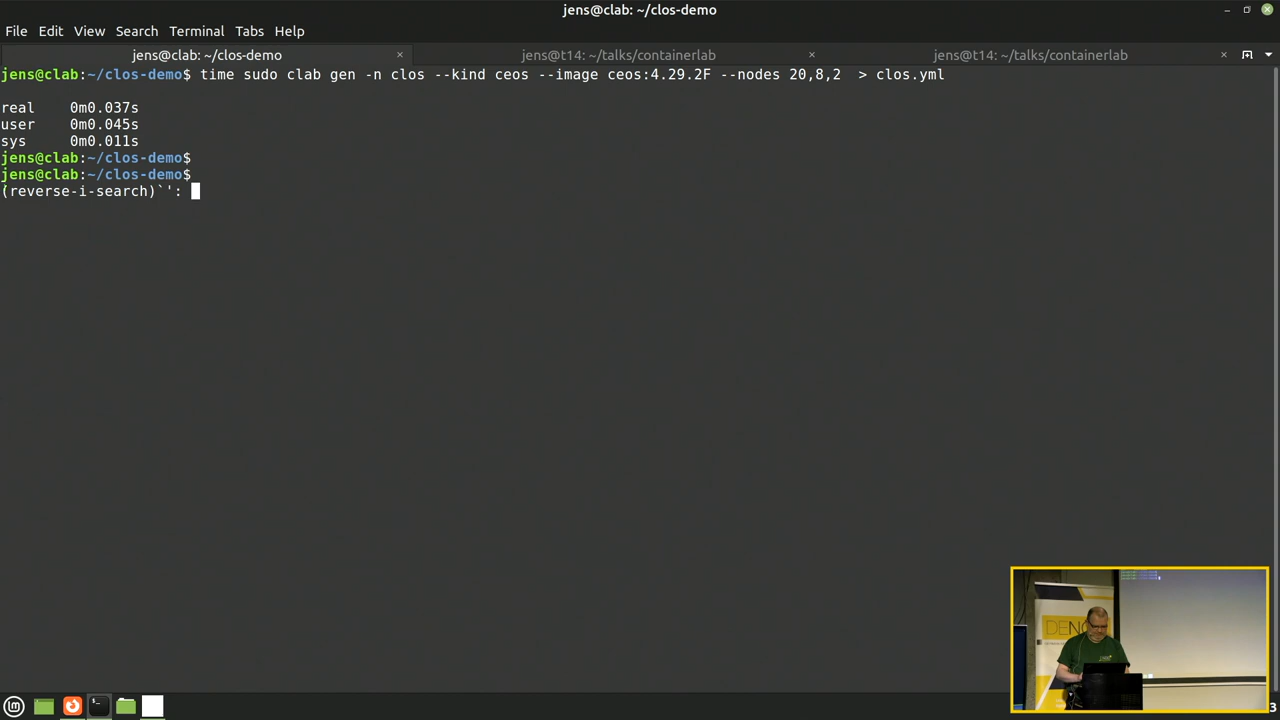 jens@clab: ~/clos-demo
File Edit View Search Terminal Tabs Help
jens@clab: ~/clos-demo × jens@t14: ~/talks/containerlab × jens@t14: ~/talks/containerlab ×
jens@clab:~/clos-demo$ time sudo clab gen -n clos --kind ceos --image ceos:4.29.2F --nodes 20,8,2  > clos.yml
real    0m0.037s
user    0m0.045s
sys     0m0.011s
jens@clab:~/clos-demo$
jens@clab:~/clos-demo$
(reverse-i-search)`':
DENO
3